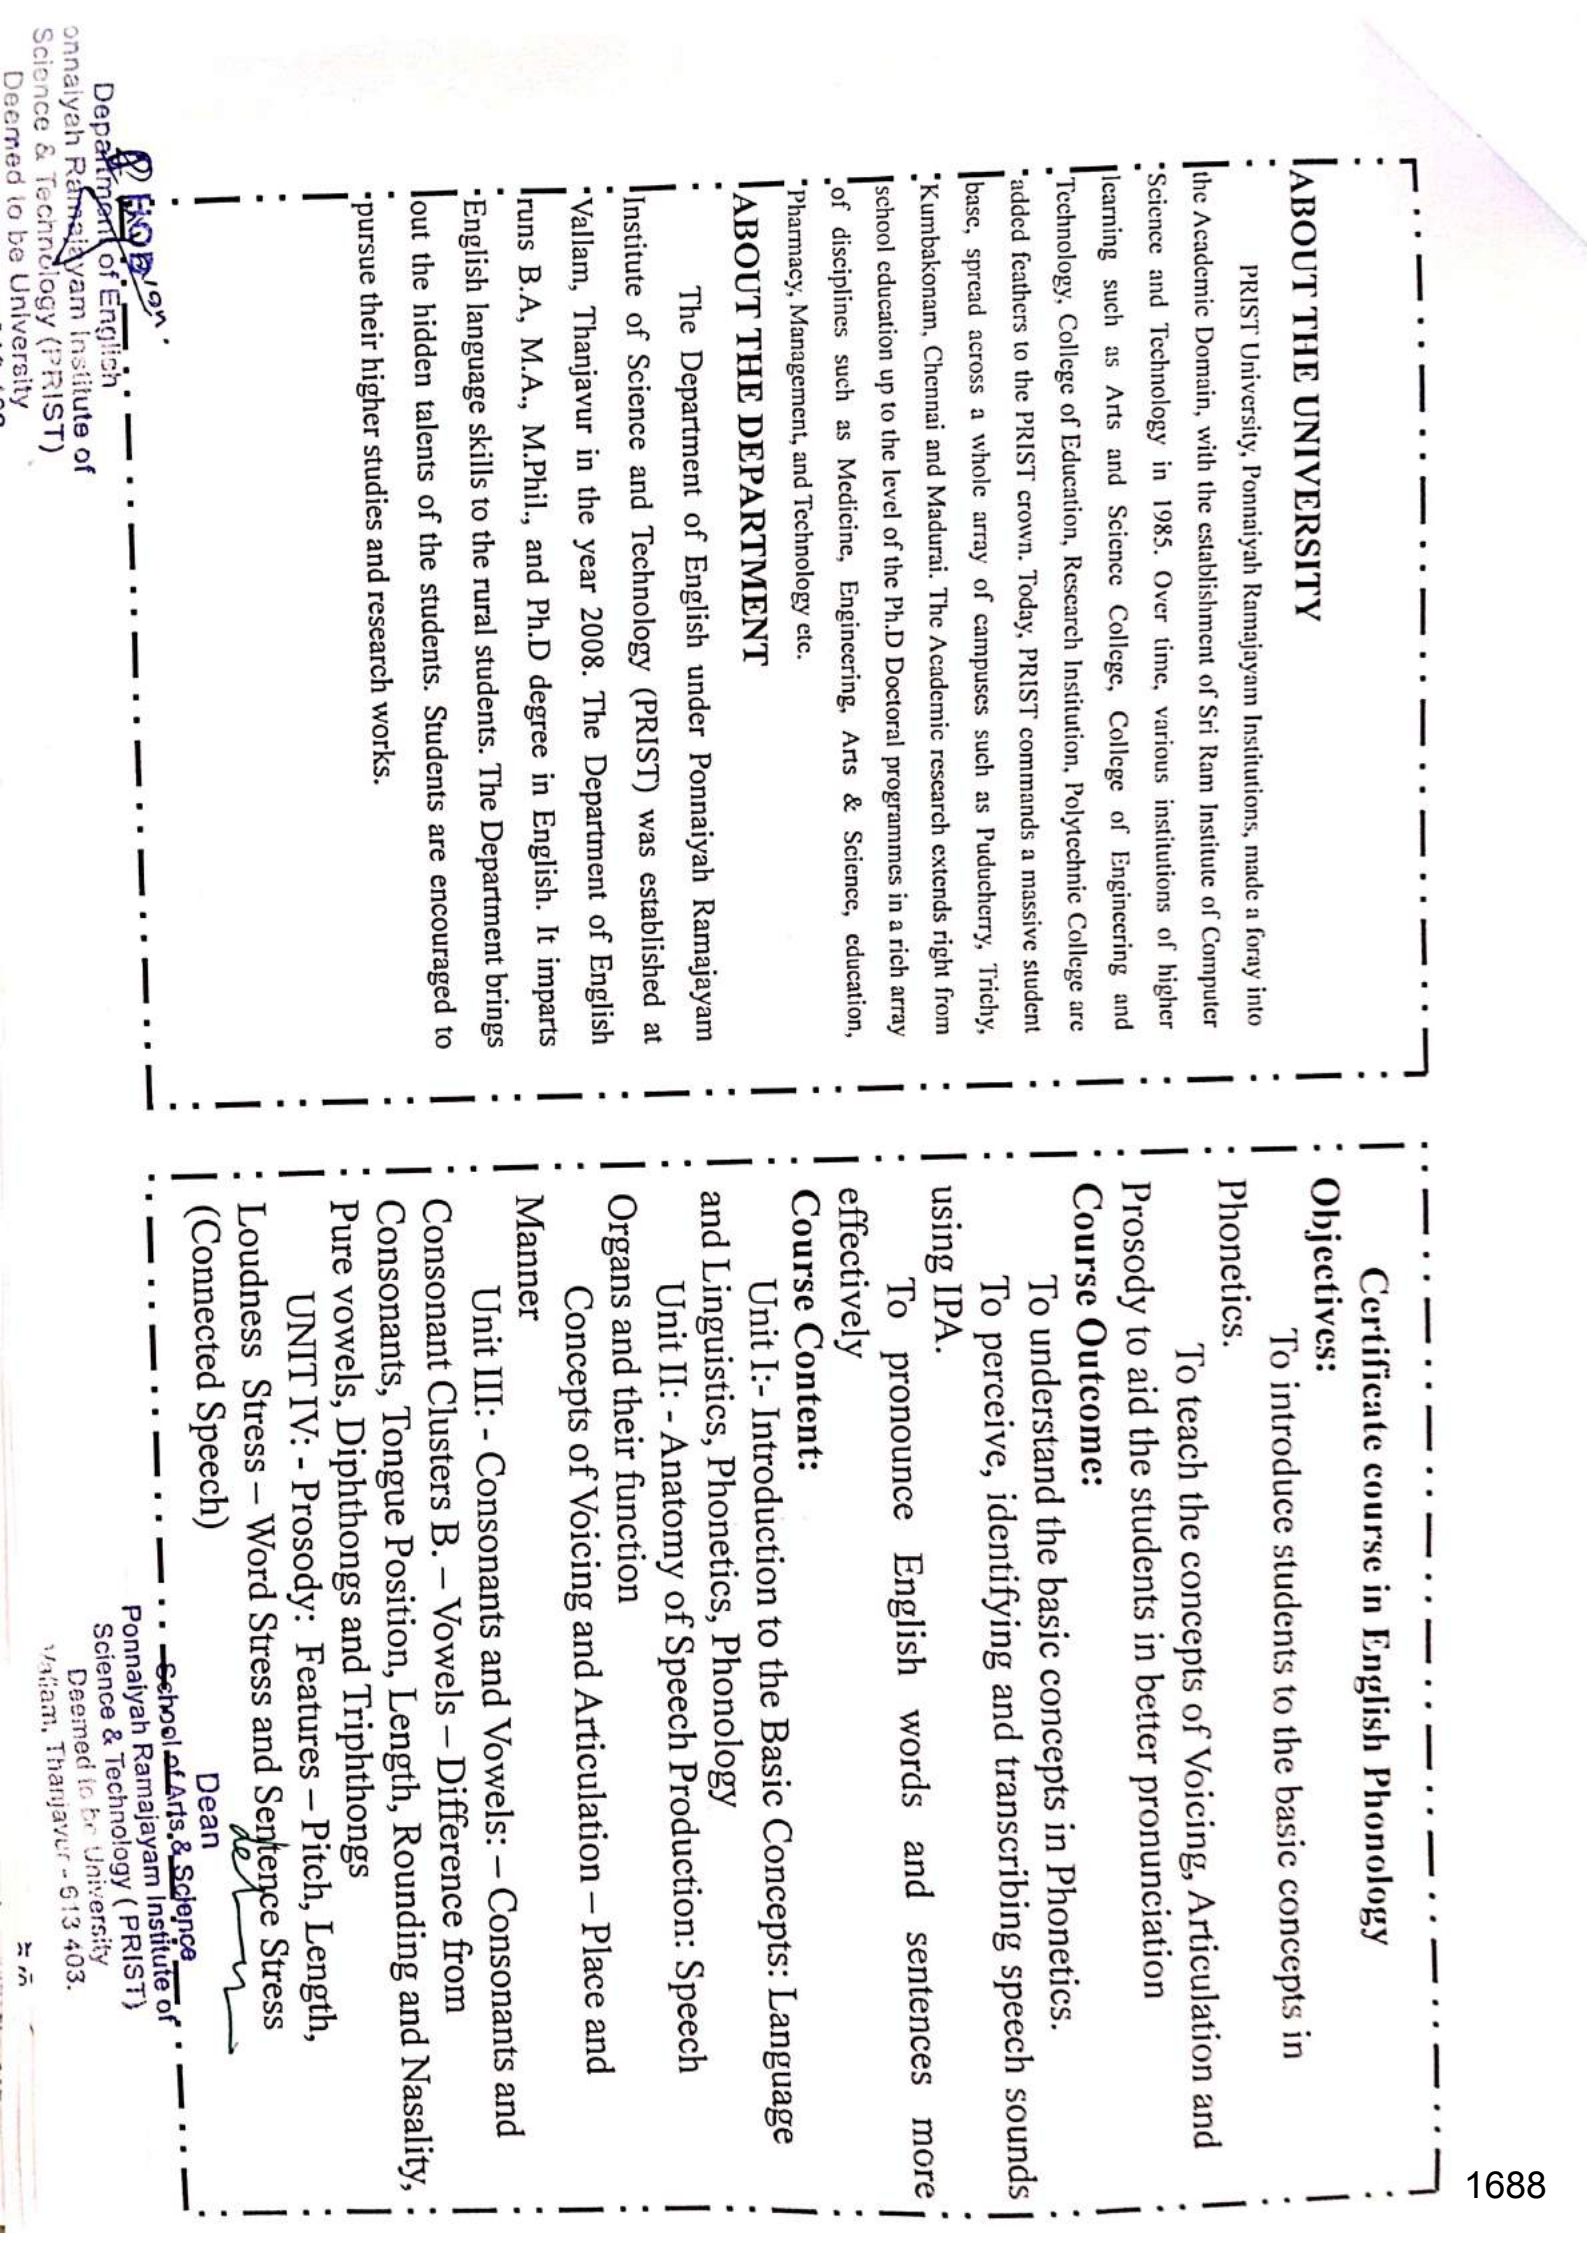 ABOUT THE UNIVERSITY
PRIST University, Ponnaiyah Ramajayam Institutions, made a foray into
the Academic Domain, with the establishment of Sri Ram Institute of Computer
Science and Technology in 1985. Over time, various institutions of higher
learning such as Arts and Science College, College of Engineering and
Technology, College of Education, Research Institution, Polytechnic College are
added feathers to the PRIST crown. Today, PRIST commands a massive student
base, spread across a whole array of campuses such as Puducherry, Trichy,
Kumbakonam, Chennai and Madurai. The Academic research extends right from
school education up to the level of the Ph.D Doctoral programmes in a rich array
of disciplines such as Medicine, Engineering, Arts & Science, education,
Pharmacy, Management, and Technology etc.
ABOUT THE DEPARTMENT
The Department of English under Ponnaiyah Ramajayam
Institute of Science and Technology (PRIST) was established at
Vallam, Thanjavur in the year 2008. The Department of English
runs B.A, M.A., M.Phil., and Ph.D degree in English. It imparts
English language skills to the rural students. The Department brings
out the hidden talents of the students. Students are encouraged to
pursue their higher studies and research works.
HOD
Department of English
onnaiyah Ramajayam Institute of
Science & Technology (PRIST)
Deemed to be University
Certificate course in English Phonology
Objectives:
To introduce students to the basic concepts in
Phonetics.
To teach the concepts of Voicing, Articulation and
Prosody to aid the students in better pronunciation
Course Outcome:
To understand the basic concepts in Phonetics.
To perceive, identifying and transcribing speech sounds
using IPA.
To pronounce English words and sentences more
effectively
Course Content:
Unit I:- Introduction to the Basic Concepts: Language
and Linguistics, Phonetics, Phonology
Unit II: - Anatomy of Speech Production: Speech
Organs and their function
Concepts of Voicing and Articulation – Place and
Manner
Unit III: - Consonants and Vowels: – Consonants and
Consonant Clusters B. – Vowels – Difference from
Consonants, Tongue Position, Length, Rounding and Nasality,
Pure vowels, Diphthongs and Triphthongs
UNIT IV: - Prosody: Features – Pitch, Length,
Loudness Stress – Word Stress and Sentence Stress
(Connected Speech)
Dean
School of Arts & Science
Ponnaiyah Ramajayam Institute of
Science & Technology ( PRIST)
Deemed to be University
Vallam, Thanjavur - 613 403.
1688